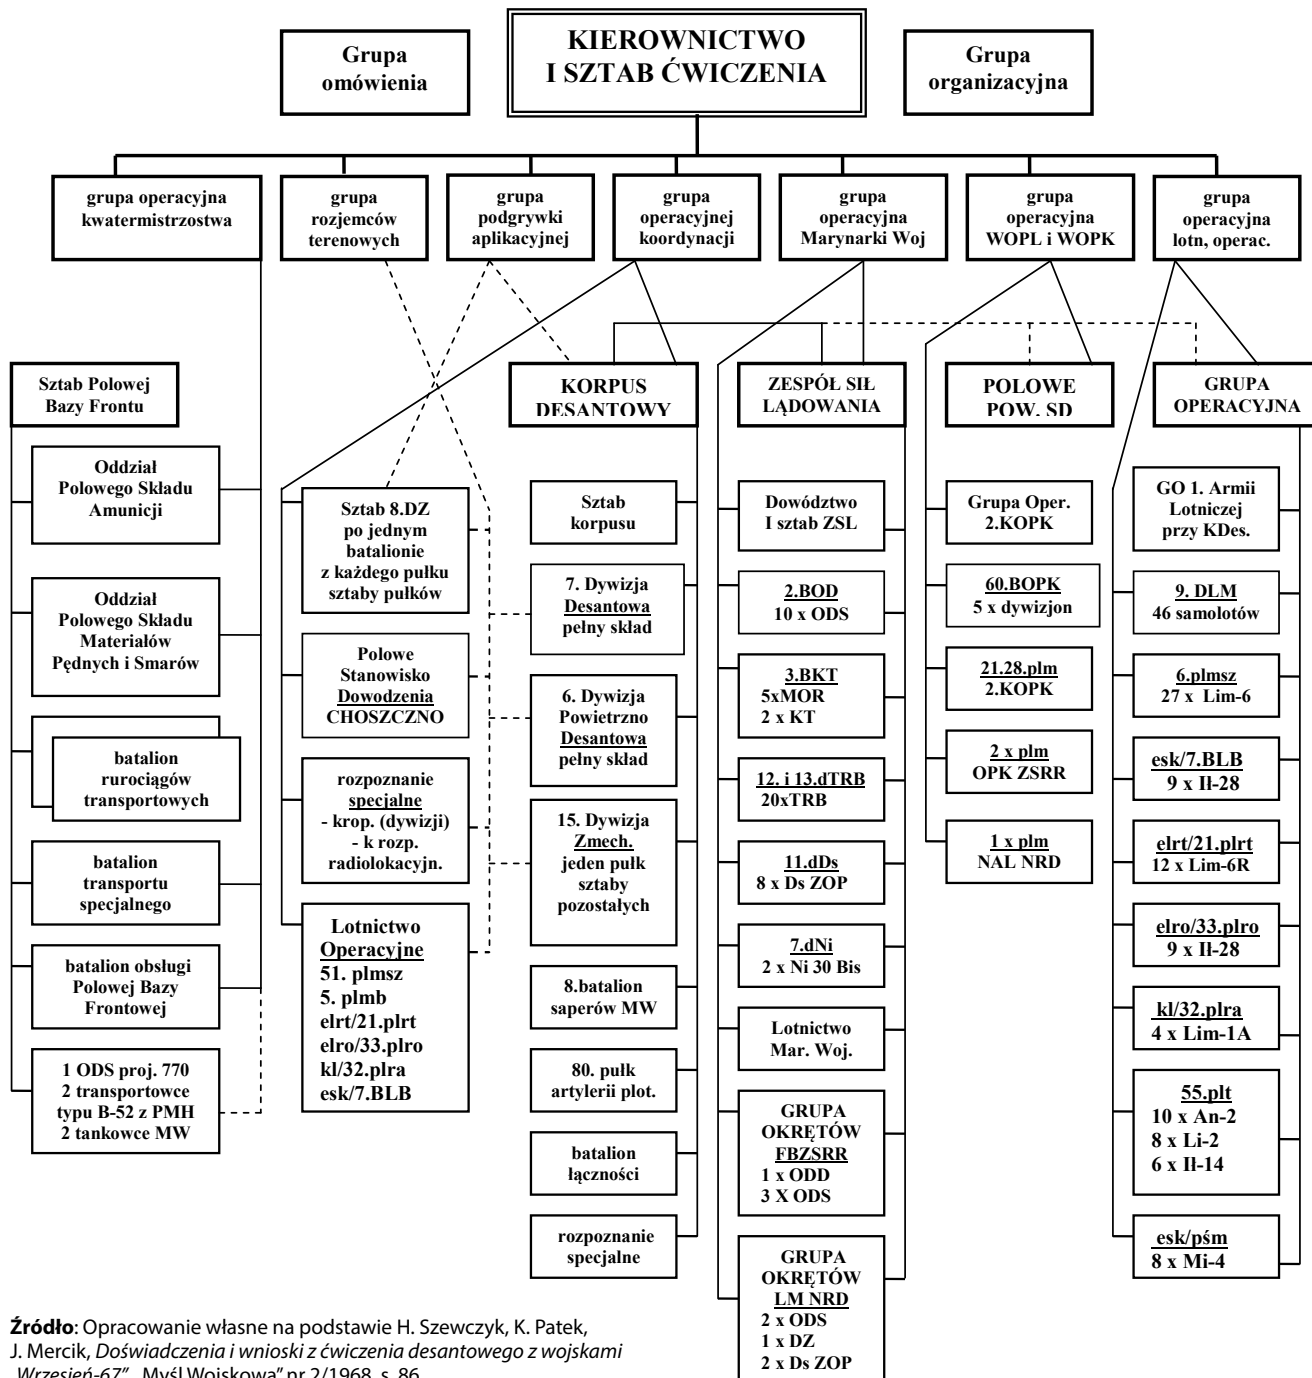 Grupa
omówienia
KIEROWNICTWO
I SZTAB ĆWICZENIA
Grupa
organizacyjna
grupa operacyjna
kwatermistrzostwa
grupa
rozjemców
terenowych
grupa
podgrywki
aplikacyjnej
grupa
operacyjnej
koordynacji
grupa
operacyjna
Marynarki Woj
grupa
operacyjna
WOPL i WOPK
grupa
operacyjna
lotn, operac.
Sztab Polowej
Bazy Frontu
Oddział
Polowego Składu
Amunicji
Oddział
Polowego Składu
Materiałów
Pędnych i Smarów
batalion
rurociągów
transportowych
batalion
transportu
specjalnego
batalion obsługi
Polowej Bazy
Frontowej
1 ODS proj. 770
2 transportowce
typu B-52 z PMH
2 tankowce MW
Sztab 8.DZ
po jednym
batalionie
z każdego pułku
sztaby pułków
Polowe
Stanowisko
Dowodzenia
CHOSZCZNO
rozpoznanie
specjalne
- krop. (dywizji)
- k rozp.
radiolokacyjn.
Lotnictwo
Operacyjne
51. plmsz
5. plmb
elrt/21.plrt
elro/33.plro
kl/32.plra
esk/7.BLB
KORPUS
DESANTOWY
Sztab
korpusu
7. Dywizja
Desantowa
pełny skład
6. Dywizja
Powietrzno
Desantowa
pełny skład
15. Dywizja
Zmech.
jeden pułk
sztaby
pozostałych
8.batalion
saperów MW
80. pułk
artylerii plot.
batalion
łączności
rozpoznanie
specjalne
ZESPÓŁ SIŁ
LĄDOWANIA
Dowództwo
I sztab ZSL
2.BOD
10 x ODS
3.BKT
5xMOR
2 x KT
12. i 13.dTRB
20xTRB
11.dDs
8 x Ds ZOP
7.dNi
2 x Ni 30 Bis
Lotnictwo
Mar. Woj.
GRUPA
OKRĘTÓW
FBZSRR
1 x ODD
3 X ODS
GRUPA
OKRĘTÓW
LM NRD
2 x ODS
1 x DZ
2 x Ds ZOP
POLOWE
POW. SD
Grupa Oper.
2.KOPK
60.BOPK
5 x dywizjon
21.28.plm
2.KOPK
2 x plm
OPK ZSRR
1 x plm
NAL NRD
GRUPA
OPERACYJNA
GO 1. Armii
Lotniczej
przy KDes.
9. DLM
46 samolotów
6.plmsz
27 x Lim-6
esk/7.BLB
9 x Ił-28
elrt/21.plrt
12 x Lim-6R
elro/33.plro
9 x Ił-28
kl/32.plra
4 x Lim-1A
55.plt
10 x An-2
8 x Li-2
6 x Ił-14
esk/pśm
8 x Mi-4
Źródło: Opracowanie własne na podstawie H. Szewczyk, K. Patek,
J. Mercik, Doświadczenia i wnioski z ćwiczenia desantowego z wojskami
„Wrzesień-67”, „Myśl Wojskowa” nr 2/1968, s. 86